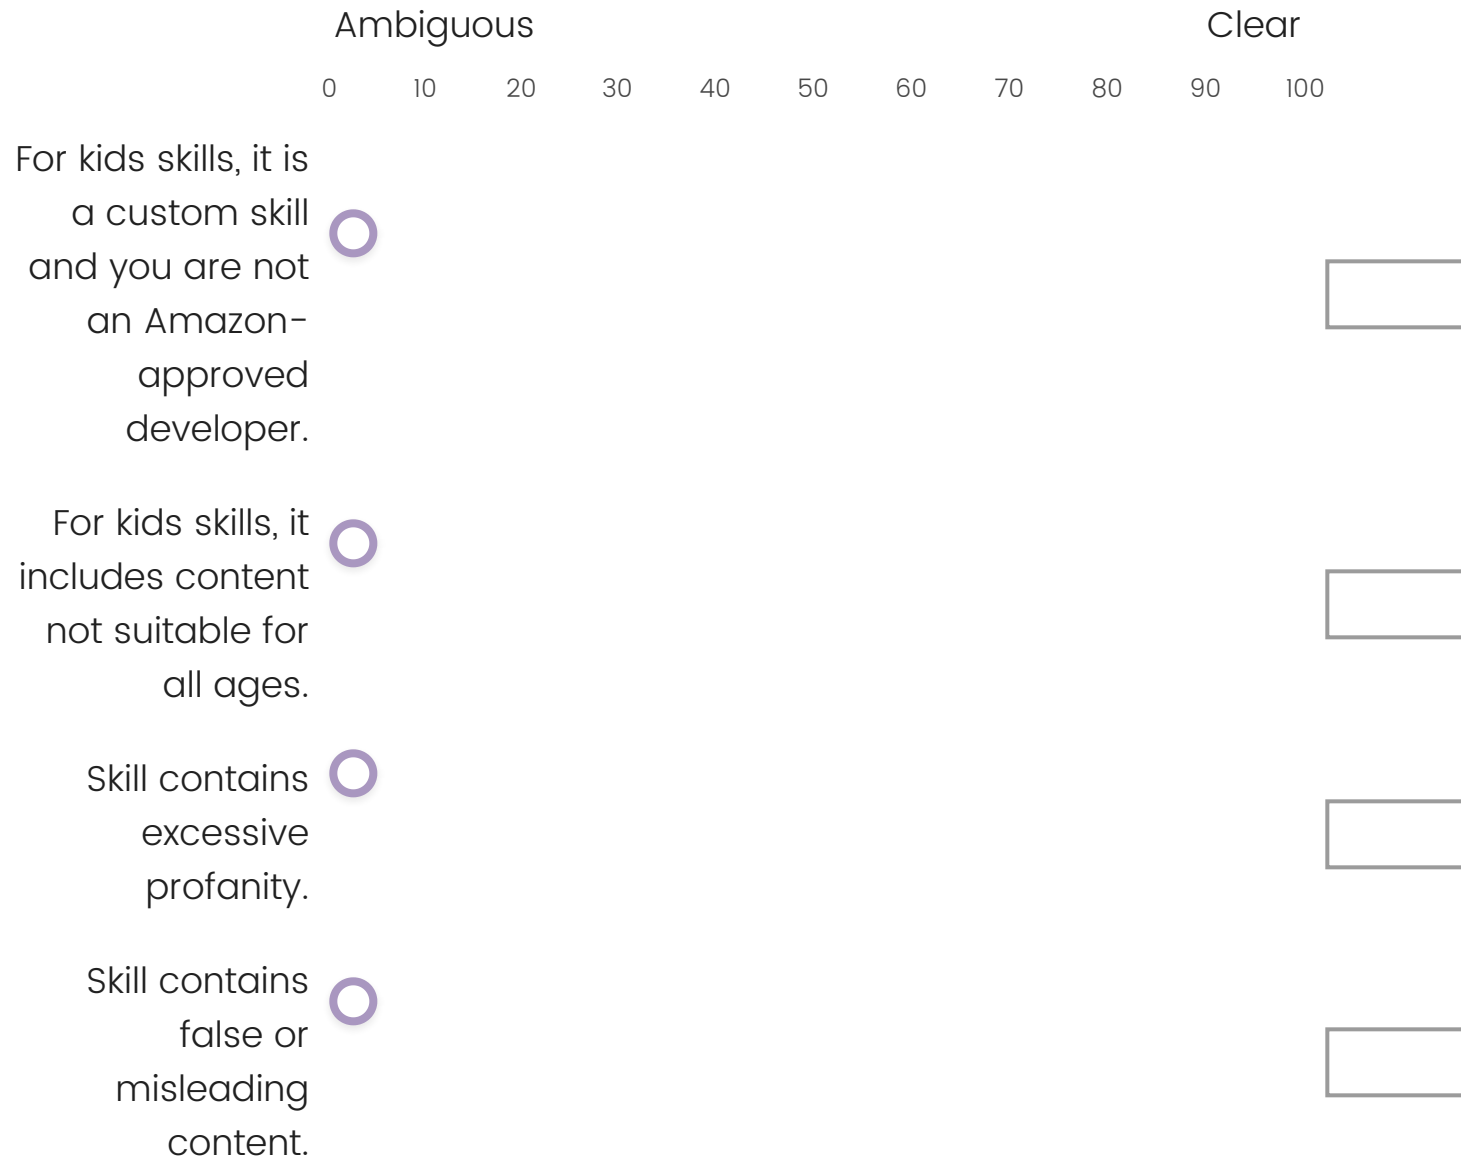 Ambiguous Clear
0 10 20 30 40 50 60 70 80 90 100
For kids skills, it is
a custom skill
and you are not
an Amazon-
approved
developer.
For kids skills, it
includes content
not suitable for
all ages.
Skill contains
excessive
profanity.
Skill contains
false or
misleading
content.